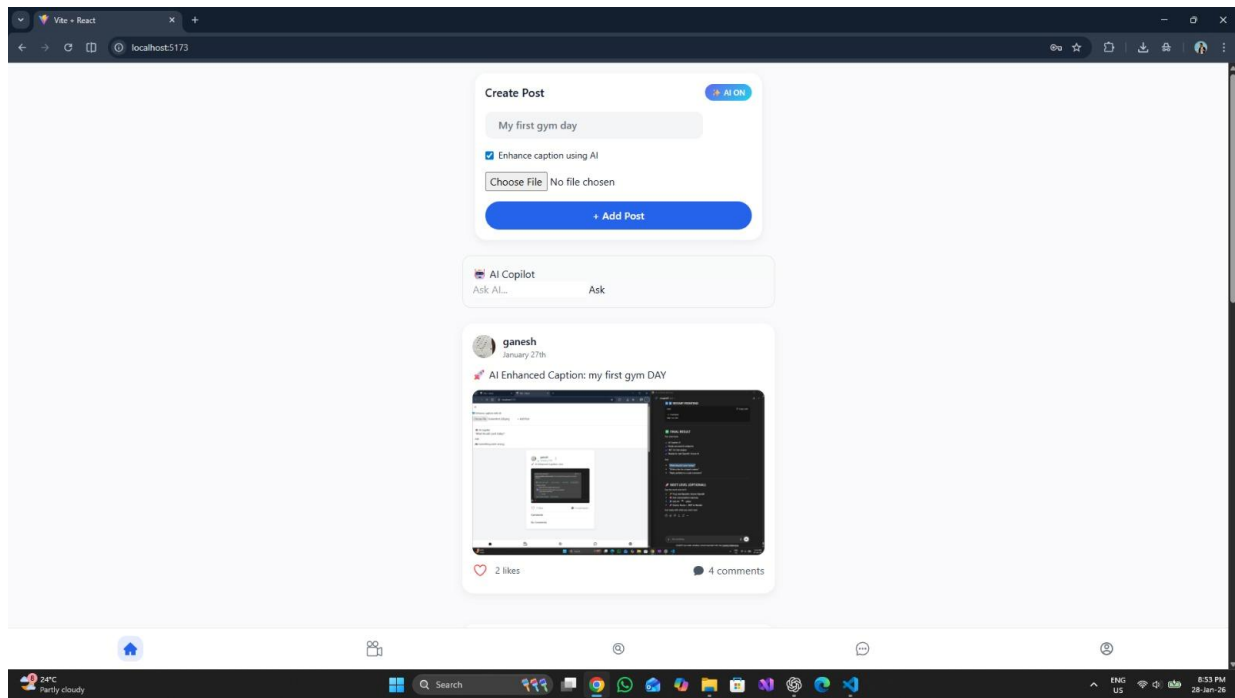 Vite + React
localhost:5173
Create Post
✨ AI ON
My first gym day
Enhance caption using AI
Choose File No file chosen
+ Add Post
AI Copilot
Ask AI... Ask
ganesh
January 27th
🚀 AI Enhanced Caption: my first gym DAY
2 likes
4 comments
8
24°C
Partly cloudy
Search
ENG
US
8:53 PM
28-Jan-26